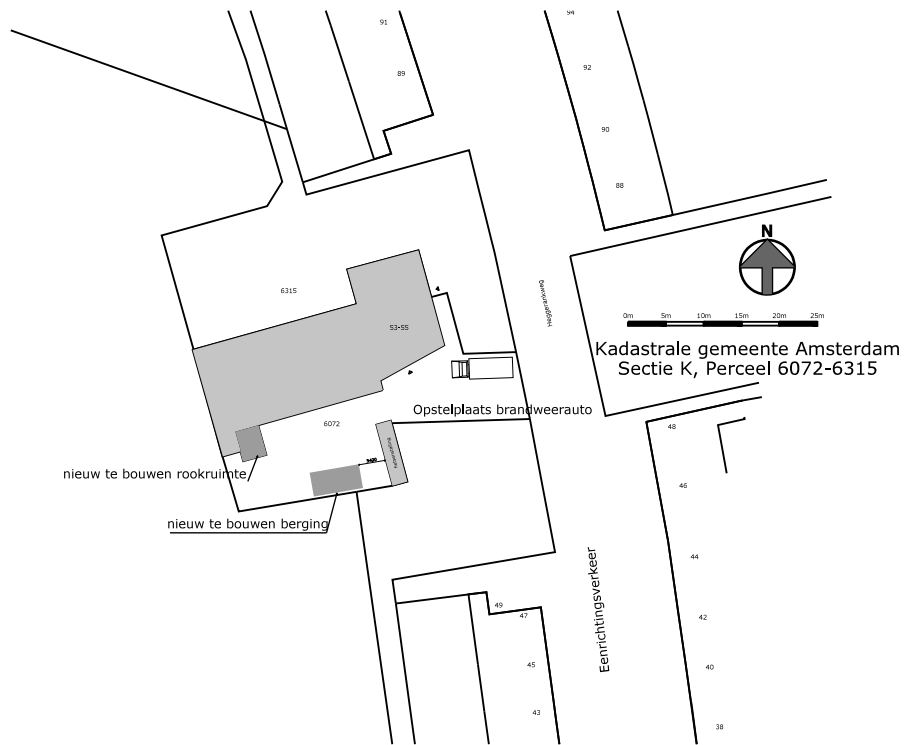 94
91
92
89
90
88
N
6315
Heggerankweg
0m 5m 10m 15m 20m 25m
53-55
Kadastrale gemeente Amsterdam
Sectie K, Perceel 6072-6315
Opstelplaats brandweerauto
6072
48
nieuw te bouwen rookruimte
46
nieuw te bouwen berging
44
Eenrichtingsverkeer
49
47
42
45
40
43
38